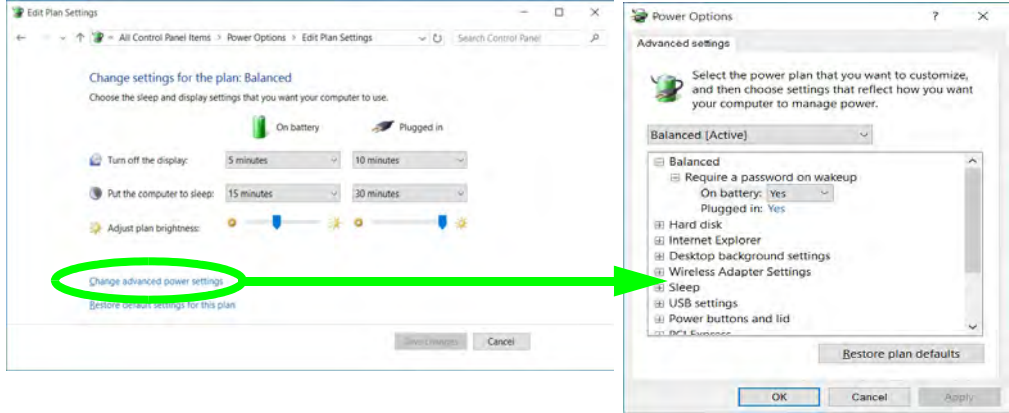 Edit Plan Settings
All Control Panel Items > Power Options > Edit Plan Settings
Search Control Panel
Change settings for the plan: Balanced
Choose the sleep and display settings that you want your computer to use.
On battery
Plugged in
Turn off the display: 5 minutes 10 minutes
Put the computer to sleep: 15 minutes 30 minutes
Adjust plan brightness:
Change advanced power settings
Restore default settings for this plan
Save changes Cancel
Power Options ?
Advanced settings
Select the power plan that you want to customize,
and then choose settings that reflect how you want
your computer to manage power.
Balanced [Active]
Balanced
Require a password on wakeup
On battery: Yes
Plugged in: Yes
Hard disk
Internet Explorer
Desktop background settings
Wireless Adapter Settings
Sleep
USB settings
Power buttons and lid
PCI Express
Restore plan defaults
OK Cancel Apply